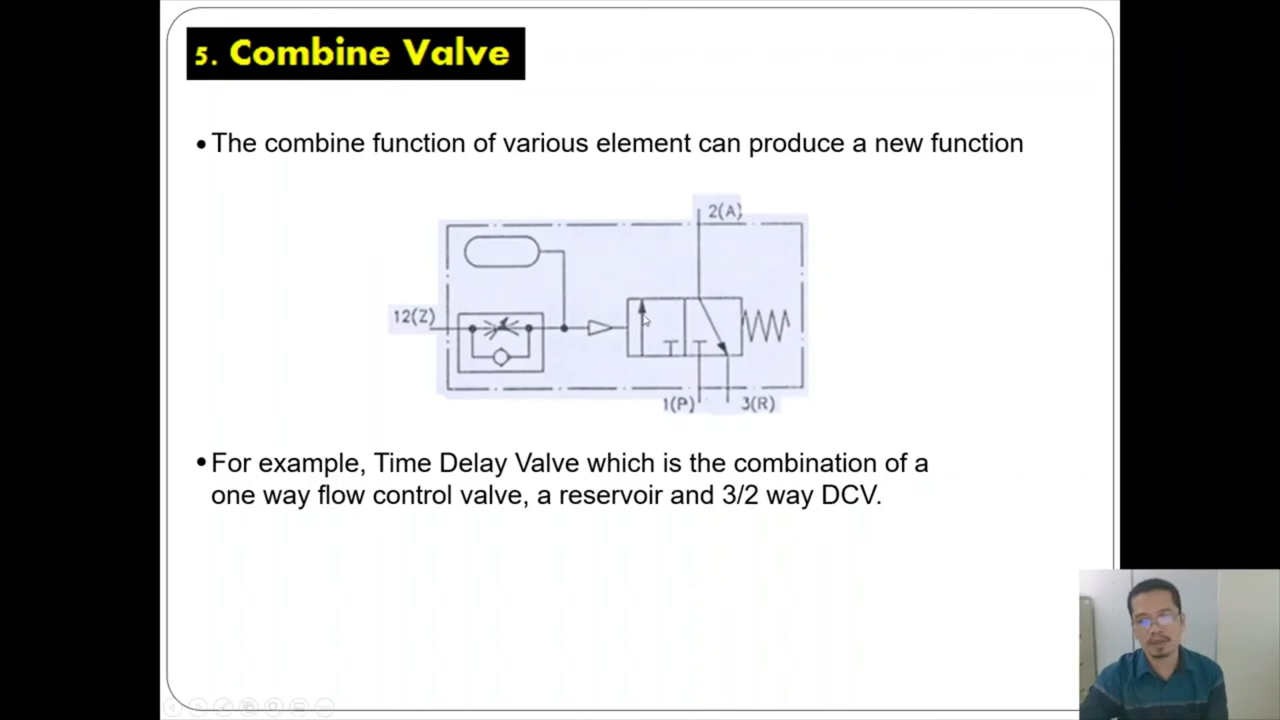 5. Combine Valve
• The combine function of various element can produce a new function
2(A)
12(Z)
1(P)
3(R)
• For example, Time Delay Valve which is the combination of a
one way flow control valve, a reservoir and 3/2 way DCV.